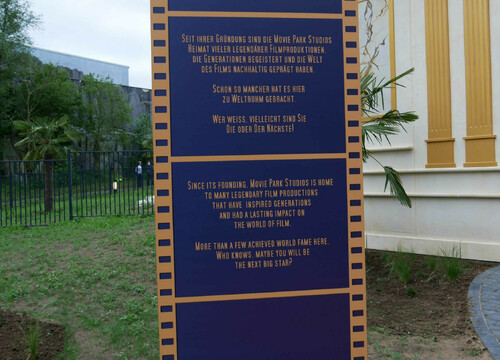 SEIT IHRER GRÜNDUNG SIND DIE MOVIE PARK STUDIOS
HEIMAT VIELER LEGENDÄRER FILMPRODUKTIONEN,
DIE GENERATIONEN BEGEISTERT UND DIE WELT
DES FILMS NACHHALTIG GEPRÄGT HABEN.
SCHON SO MANCHER HAT ES HIER
ZU WELTRUHM GEBRACHT.
WER WEISS, VIELLEICHT SIND SIE
DIE ODER DER NÄCHSTE!
SINCE ITS FOUNDING, MOVIE PARK STUDIOS IS HOME
TO MANY LEGENDARY FILM PRODUCTIONS
THAT HAVE INSPIRED GENERATIONS
AND HAD A LASTING IMPACT ON
THE WORLD OF FILM.
MORE THAN A FEW ACHIEVED WORLD FAME HERE.
WHO KNOWS, MAYBE YOU WILL BE
THE NEXT BIG STAR?